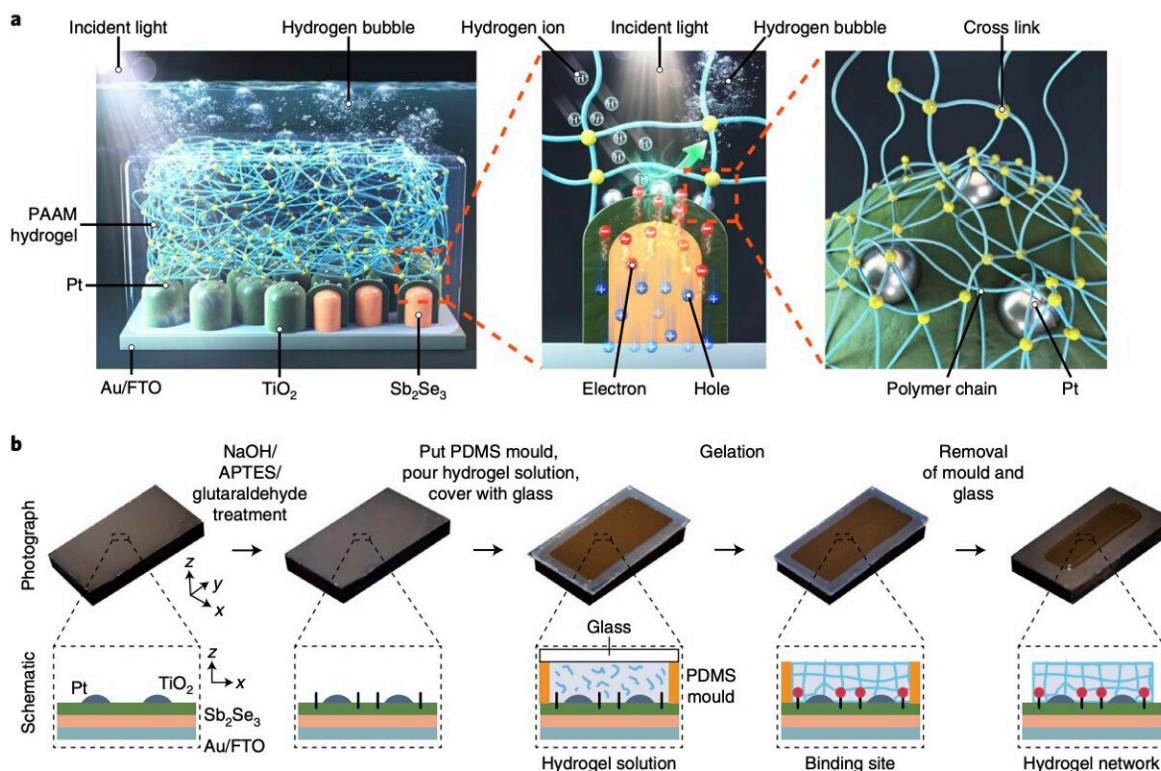 a
Incident light
Hydrogen bubble
Hydrogen ion
Incident light
Hydrogen bubble
Cross link
H⁺
H⁺
H⁺
H⁺
H⁺
H⁺
H⁺
PAAM
hydrogel
Pt
Au/FTO
TiO₂
Sb₂Se₃
Electron
Hole
Polymer chain
Pt
b
NaOH/
APTES/
glutaraldehyde
treatment
Put PDMS mould,
pour hydrogel solution,
cover with glass
Gelation
Removal
of mould and
glass
Photograph
z
y
x
Schematic
z
x
Pt
TiO₂
Sb₂Se₃
Au/FTO
Glass
PDMS
mould
Hydrogel solution
Binding site
Hydrogel network